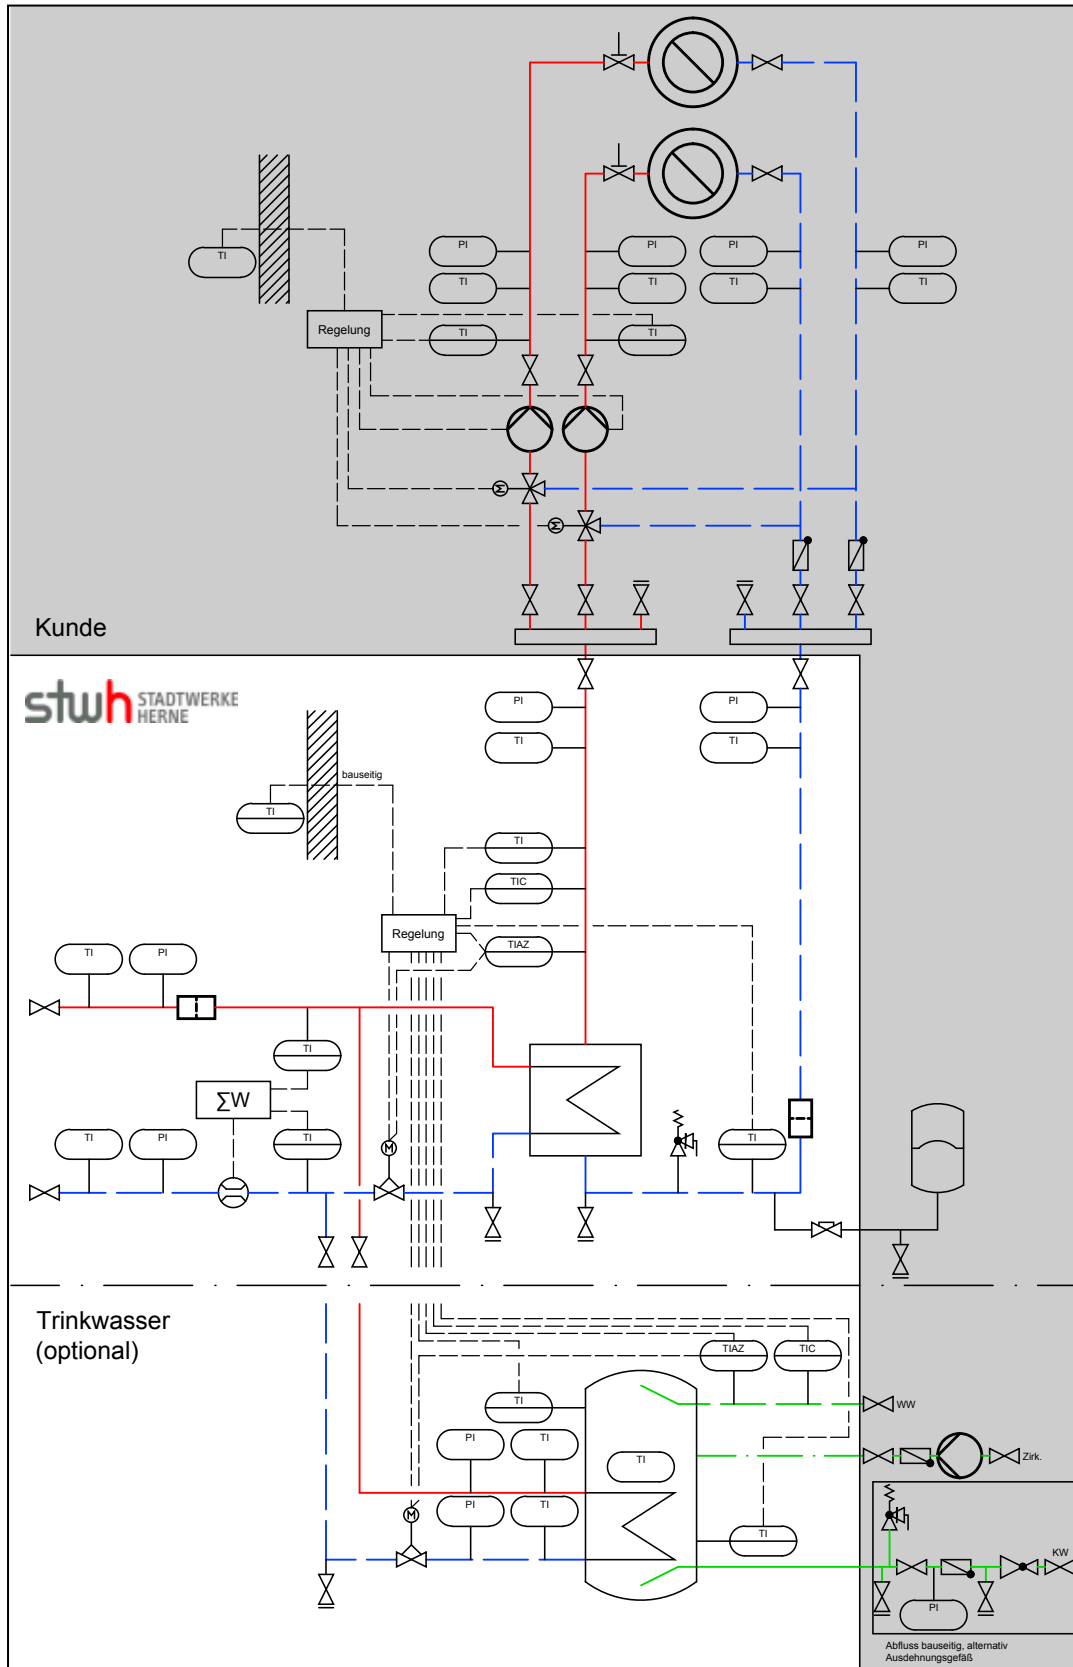 PI
PI
PI
PI
TI
TI
TI
TI
TI
Regelung
TI
TI
Σ
Σ
Kunde
stwh STADTWERKE
HERNE
PI
PI
TI
TI
bauseitig
TI
TI
TIC
Regelung
TIAZ
TI
PI
TI
ΣW
TI
PI
TI
M
TI
Trinkwasser
(optional)
TIAZ
TIC
TI
WW
PI
TI
TI
Zirk.
PI
TI
M
TI
KW
PI
Abfluss bauseitig, alternativ
Ausdehnungsgefäß